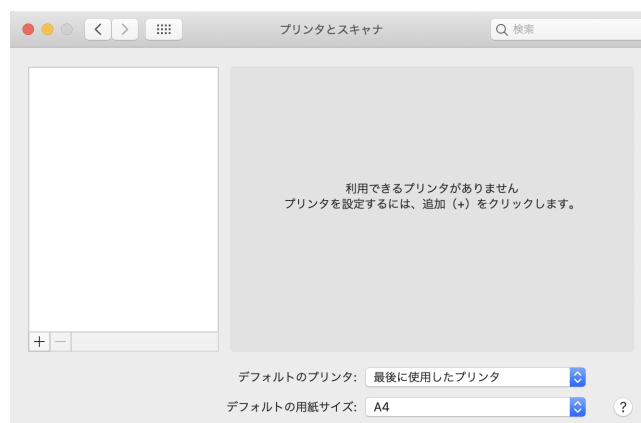 プリンタとスキャナ
検索
利用できるプリンタがありません
プリンタを設定するには、追加（+）をクリックします。
+ −
デフォルトのプリンタ: 最後に使用したプリンタ
デフォルトの用紙サイズ: A4
?